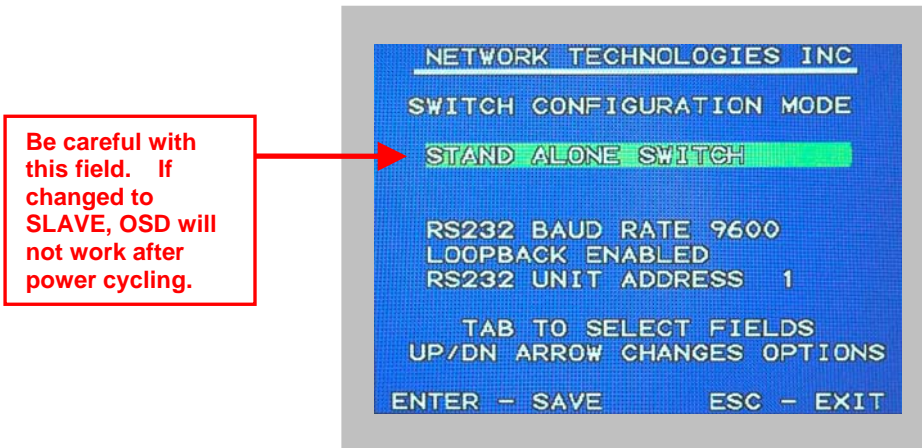 Be careful with
this field. If
changed to
SLAVE, OSD will
not work after
power cycling.
NETWORK TECHNOLOGIES INC
SWITCH CONFIGURATION MODE
STAND ALONE SWITCH
RS232 BAUD RATE 9600
LOOPBACK ENABLED
RS232 UNIT ADDRESS 1
TAB TO SELECT FIELDS
UP/DN ARROW CHANGES OPTIONS
ENTER - SAVE ESC - EXIT